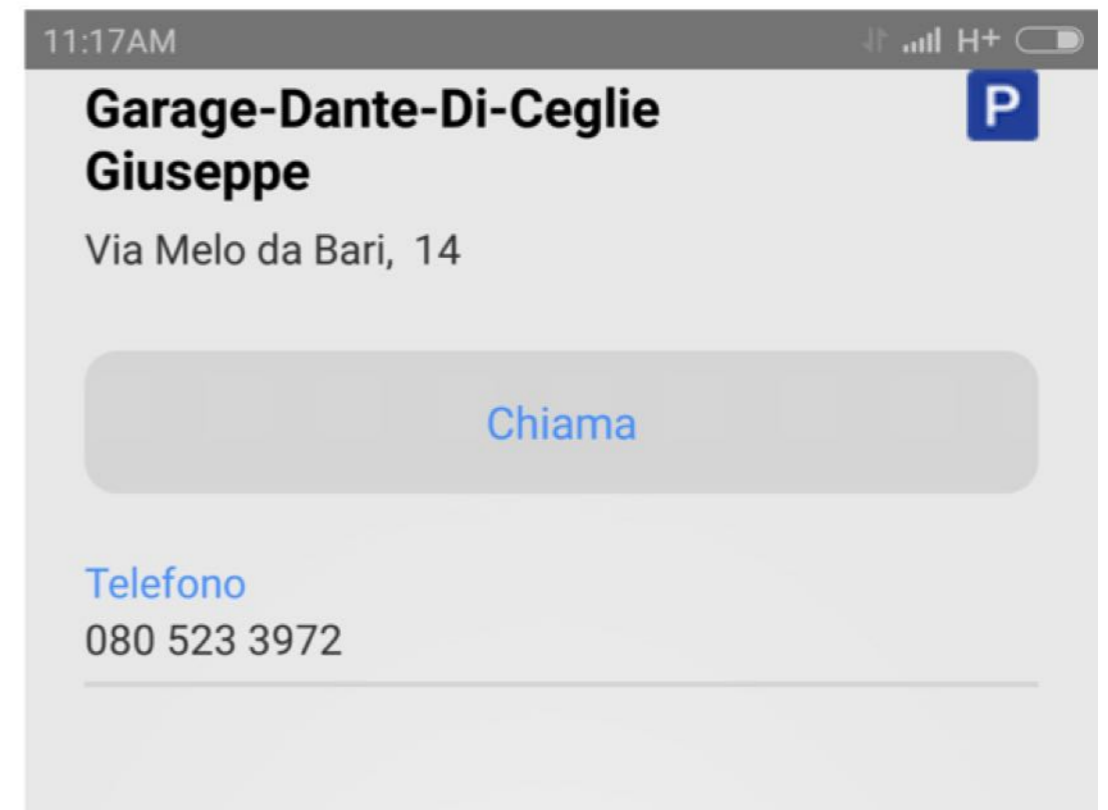 11:17AM H+
Garage-Dante-Di-Ceglie P
Giuseppe
Via Melo da Bari, 14
Chiama
Telefono
080 523 3972